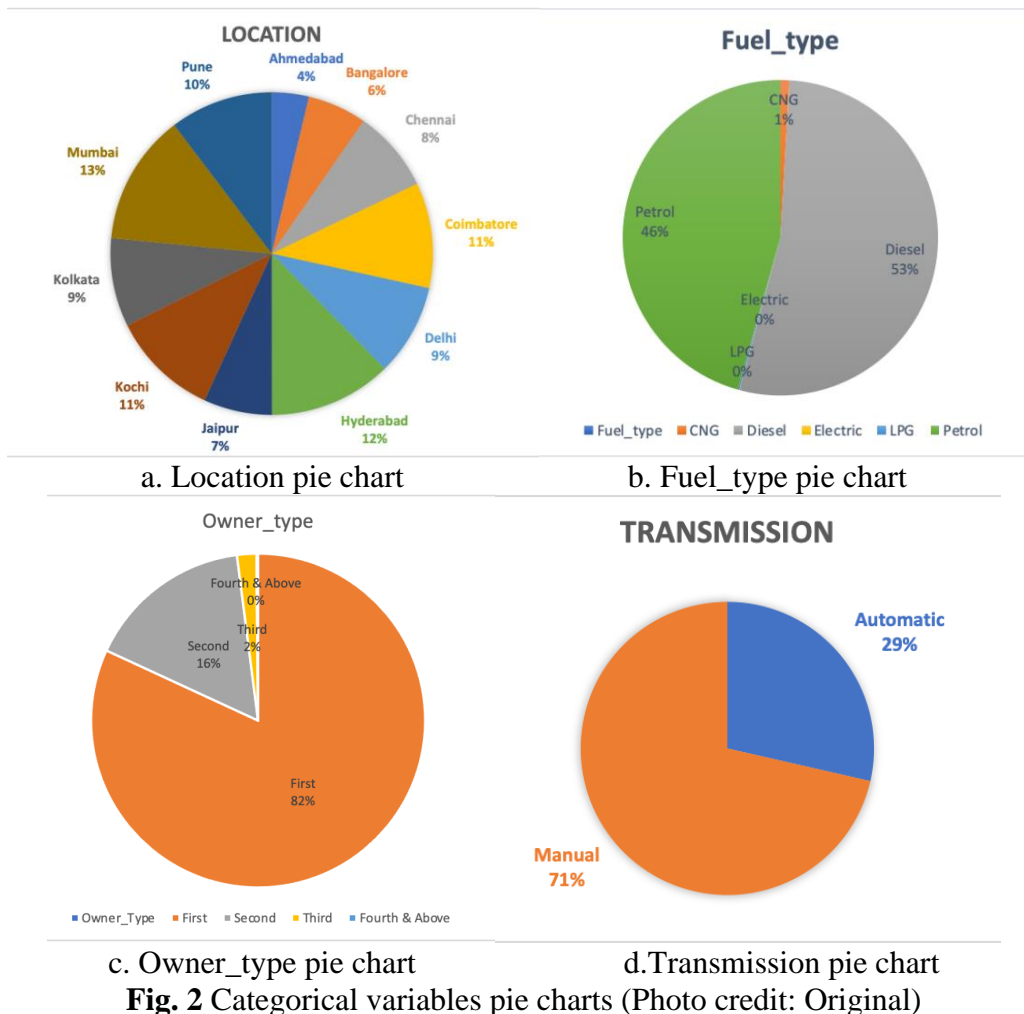 LOCATION
Ahmedabad
4%
Bangalore
6%
Chennai
8%
Coimbatore
11%
Delhi
9%
Hyderabad
12%
Jaipur
7%
Kochi
11%
Kolkata
9%
Mumbai
13%
Pune
10%
a. Location pie chart
Fuel_type
CNG
1%
Diesel
53%
Electric
0%
LPG
0%
Petrol
46%
Fuel_type CNG Diesel Electric LPG Petrol
b. Fuel_type pie chart
Owner_type
Fourth & Above
0%
Third
2%
Second
16%
First
82%
Owner_Type First Second Third Fourth & Above
c. Owner_type pie chart
TRANSMISSION
Automatic
29%
Manual
71%
d.Transmission pie chart
Fig. 2 Categorical variables pie charts (Photo credit: Original)